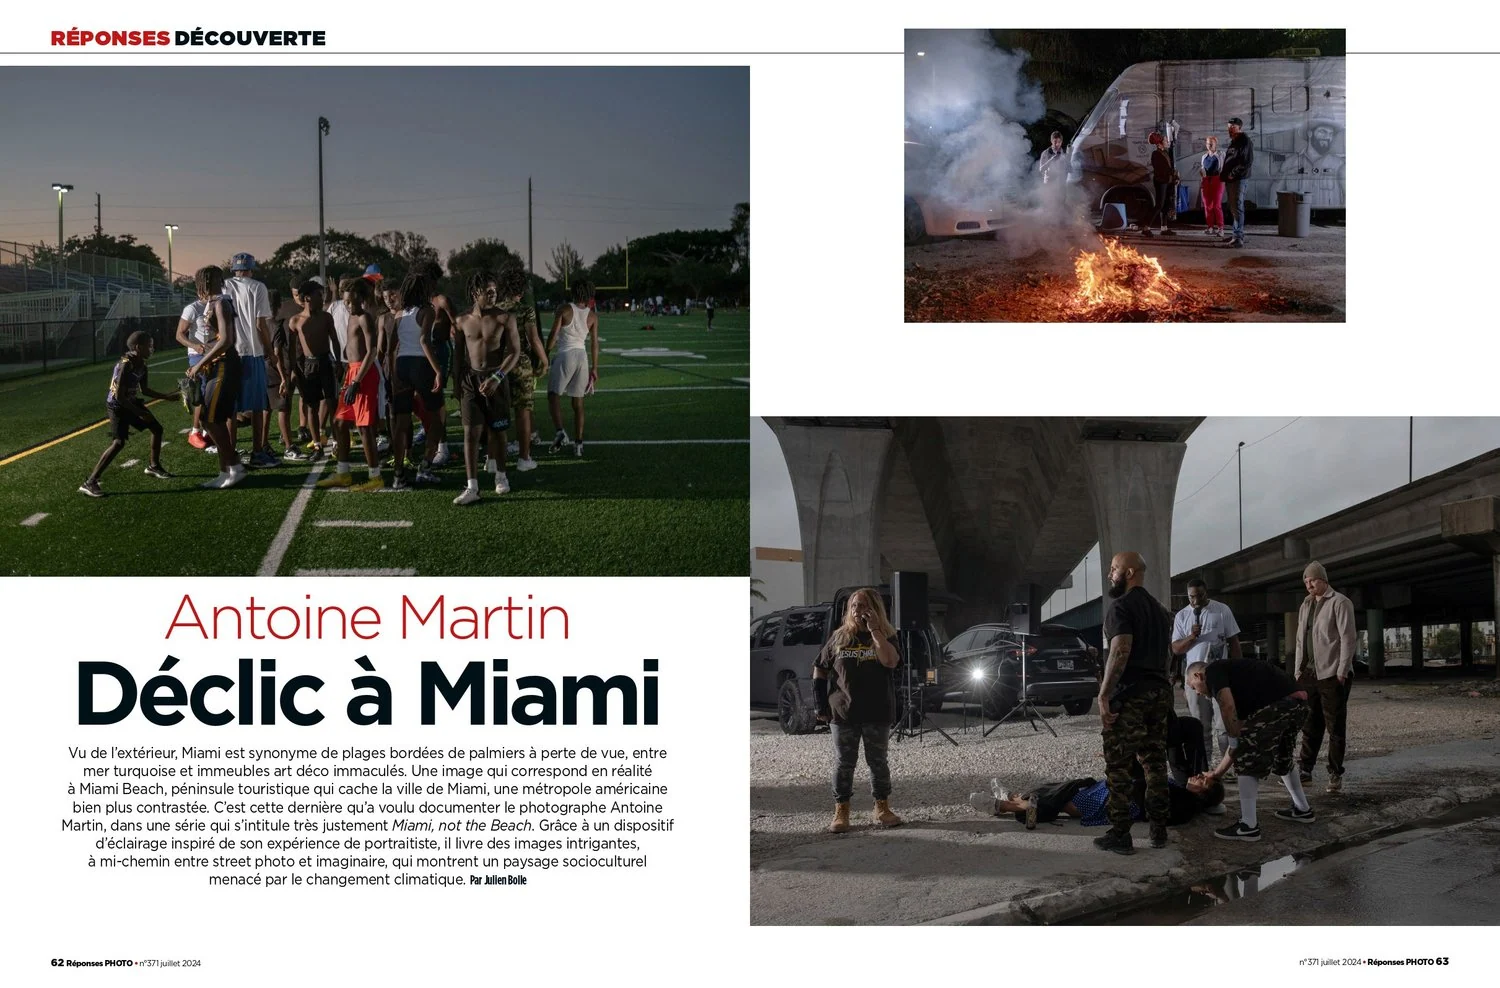 RÉPONSES DÉCOUVERTE
Antoine Martin
Déclic à Miami
Vu de l'extérieur, Miami est synonyme de plages bordées de palmiers à perte de vue, entre
mer turquoise et immeubles art déco immaculés. Une image qui correspond en réalité
à Miami Beach, péninsule touristique qui cache la ville de Miami, une métropole américaine
bien plus contrastée. C'est cette dernière qu'a voulu documenter le photographe Antoine
Martin, dans une série qui s'intitule très justement Miami, not the Beach. Grâce à un dispositif
d'éclairage inspiré de son expérience de portraitiste, il livre des images intrigantes,
à mi-chemin entre street photo et imaginaire, qui montrent un paysage socioculturel
menacé par le changement climatique. Par Julien Bolle
JESUS CHRIST
62 Réponses PHOTO • n°371 juillet 2024
n°371 juillet 2024 • Réponses PHOTO 63